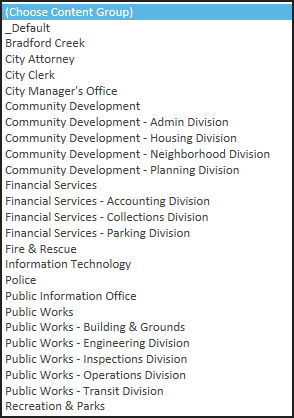 (Choose Content Group)
_Default
Bradford Creek
City Attorney
City Clerk
City Manager's Office
Community Development
Community Development - Admin Division
Community Development - Housing Division
Community Development - Neighborhood Division
Community Development - Planning Division
Financial Services
Financial Services - Accounting Division
Financial Services - Collections Division
Financial Services - Parking Division
Fire & Rescue
Information Technology
Police
Public Information Office
Public Works
Public Works - Building & Grounds
Public Works - Engineering Division
Public Works - Inspections Division
Public Works - Operations Division
Public Works - Transit Division
Recreation & Parks